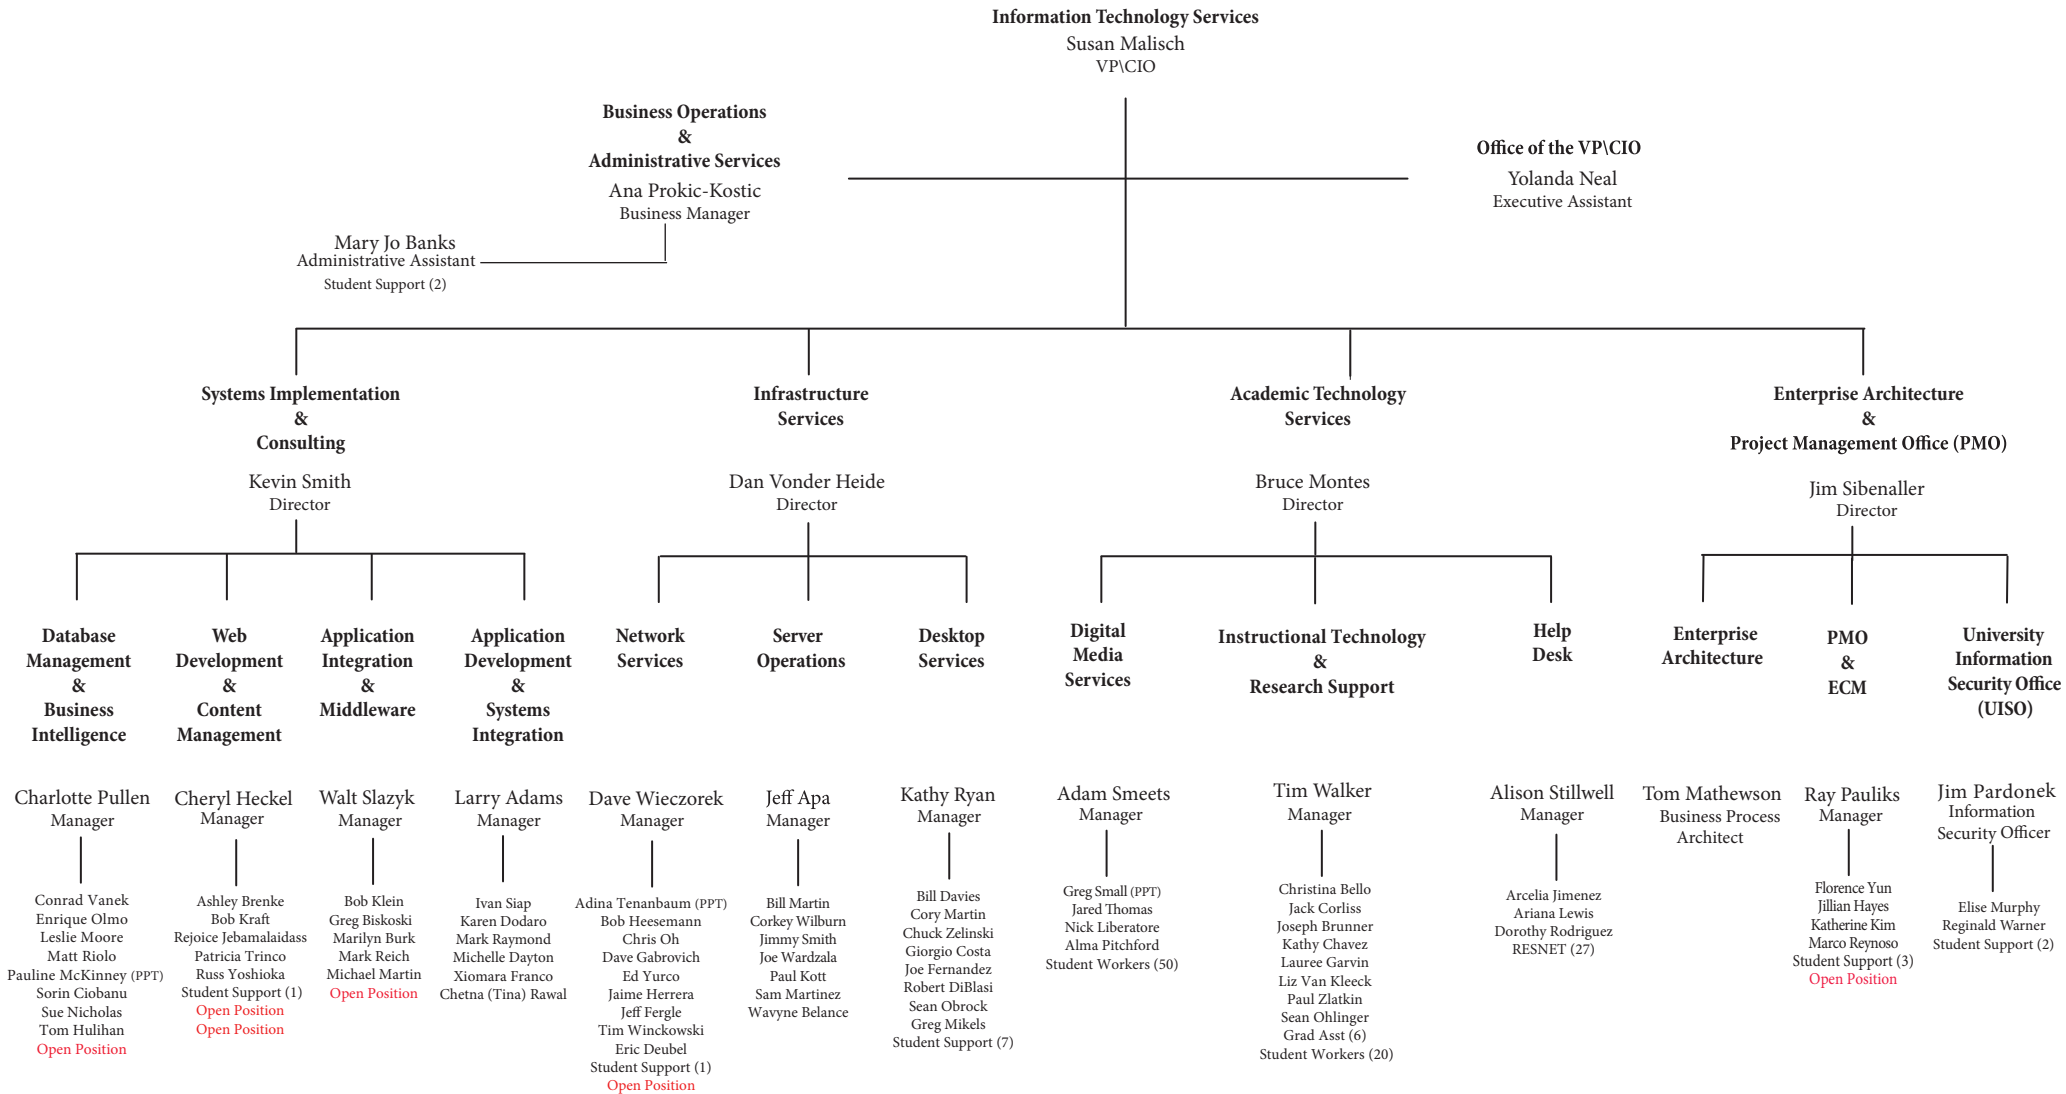 Information Technology Services
Susan Malisch
VP\CIO
Business Operations
&
Administrative Services
Ana Prokic-Kostic
Business Manager
Office of the VP\CIO
Yolanda Neal
Executive Assistant
Mary Jo Banks
Administrative Assistant
Student Support (2)
Systems Implementation
&
Consulting
Kevin Smith
Director
Infrastructure
Services
Dan Vonder Heide
Director
Academic Technology
Services
Bruce Montes
Director
Enterprise Architecture
&
Project Management Office (PMO)
Jim Sibenaller
Director
Database
Management
&
Business
Intelligence
Charlotte Pullen
Manager
Conrad Vanek
Enrique Olmo
Leslie Moore
Matt Riolo
Pauline McKinney (PPT)
Sorin Ciobanu
Sue Nicholas
Tom Hulihan
Open Position
Web
Development
&
Content
Management
Cheryl Heckel
Manager
Ashley Brenke
Bob Kraft
Rejoice Jebamalaidass
Patricia Trinco
Russ Yoshioka
Student Support (1)
Open Position
Open Position
Application
Integration
&
Middleware
Walt Slazyk
Manager
Bob Klein
Greg Biskoski
Marilyn Burk
Mark Reich
Michael Martin
Open Position
Application
Development
&
Systems
Integration
Larry Adams
Manager
Ivan Siap
Karen Dodaro
Mark Raymond
Michelle Dayton
Xiomara Franco
Chetna (Tina) Rawal
Network
Services
Dave Wieczorek
Manager
Adina Tenanbaum (PPT)
Bob Heesemann
Chris Oh
Dave Gabrovich
Ed Yurco
Jaime Herrera
Jeff Fergle
Tim Winckowski
Eric Deubel
Student Support (1)
Open Position
Server
Operations
Jeff Apa
Manager
Bill Martin
Corkey Wilburn
Jimmy Smith
Joe Wardzala
Paul Kott
Sam Martinez
Wavyne Belance
Desktop
Services
Kathy Ryan
Manager
Bill Davies
Cory Martin
Chuck Zelinski
Giorgio Costa
Joe Fernandez
Robert DiBlasi
Sean Obrock
Greg Mikels
Student Support (7)
Digital
Media
Services
Adam Smeets
Manager
Greg Small (PPT)
Jared Thomas
Nick Liberatore
Alma Pitchford
Student Workers (50)
Instructional Technology
&
Research Support
Tim Walker
Manager
Christina Bello
Jack Corliss
Joseph Brunner
Kathy Chavez
Lauree Garvin
Liz Van Kleeck
Paul Zlatkin
Sean Ohlinger
Grad Asst (6)
Student Workers (20)
Help
Desk
Alison Stillwell
Manager
Arcelia Jimenez
Ariana Lewis
Dorothy Rodriguez
RESNET (27)
Enterprise
Architecture
Tom Mathewson
Business Process
Architect
PMO
&
ECM
Ray Pauliks
Manager
Florence Yun
Jillian Hayes
Katherine Kim
Marco Reynoso
Student Support (3)
Open Position
University
Information
Security Office
(UISO)
Jim Pardonek
Information
Security Officer
Elise Murphy
Reginald Warner
Student Support (2)